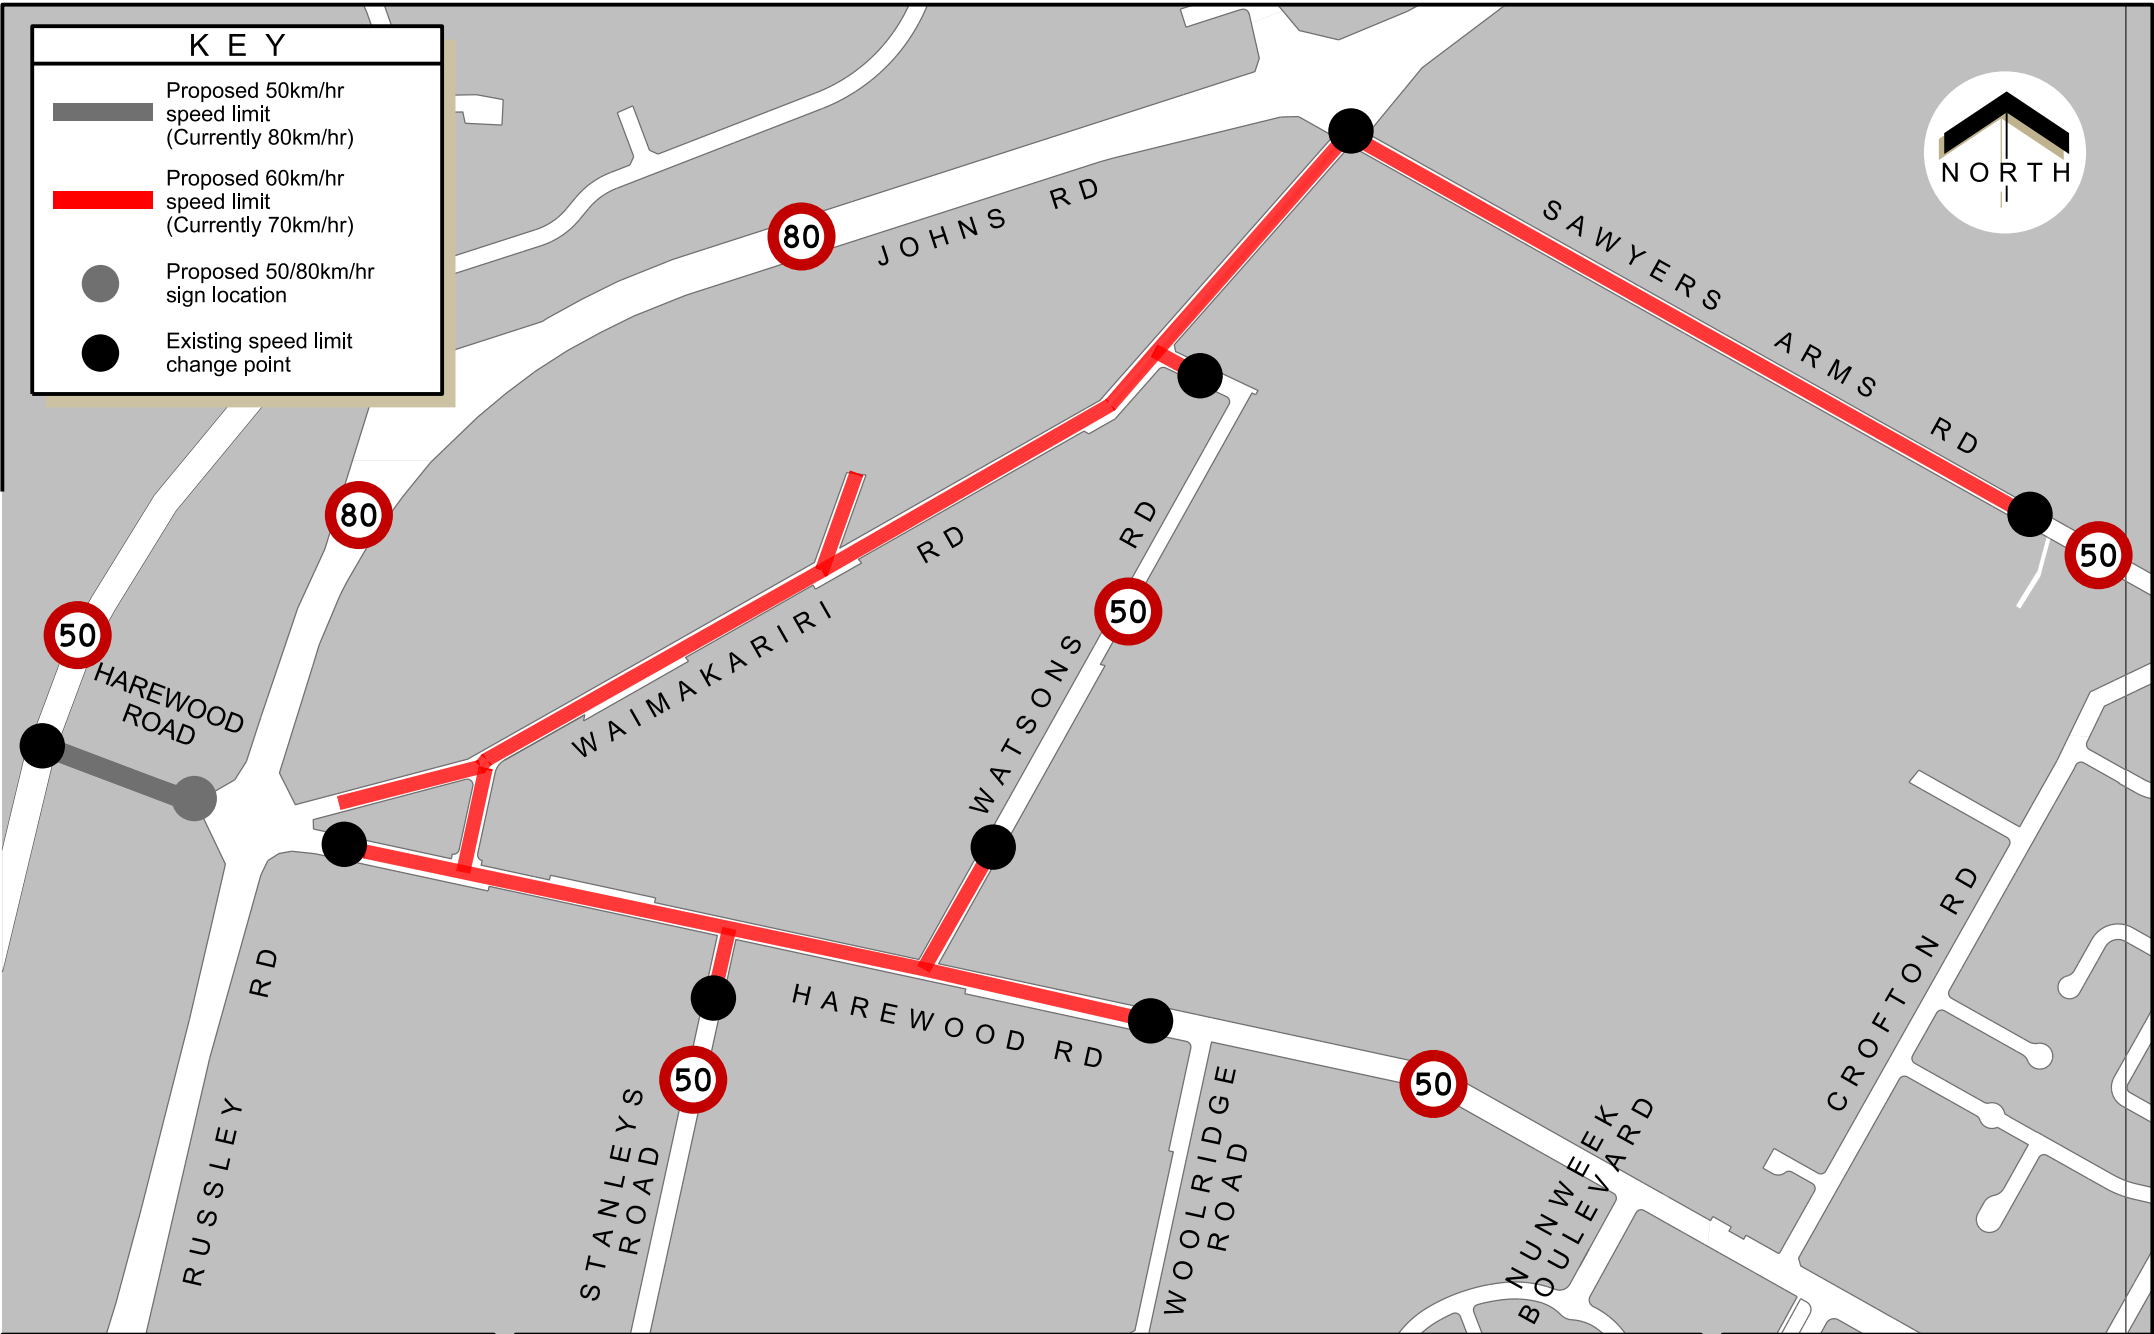 KEY
Proposed 50km/hr
speed limit
(Currently 80km/hr)
Proposed 60km/hr
speed limit
(Currently 70km/hr)
Proposed 50/80km/hr
sign location
Existing speed limit
change point
NORTH
80
JOHNS RD
SAWYERS ARMS RD
80
50
50
WAIMAKARIRI RD
WATSONS RD
50
HAREWOOD
ROAD
HAREWOOD RD
RUSSLEY RD
STANLEYS
ROAD
50
WOOLRIDGE
ROAD
50
NUNWEEK
BOULEVARD
CROFTON RD